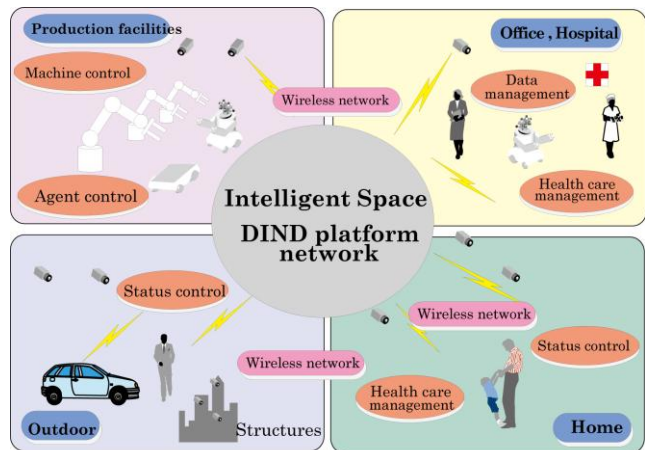 Production facilities
Machine control
Agent control
Wireless network
Office , Hospital
Data
management
Health care
management
Intelligent Space
DIND platform
network
Status control
Outdoor
Structures
Wireless network
Wireless network
Status control
Health care
management
Home